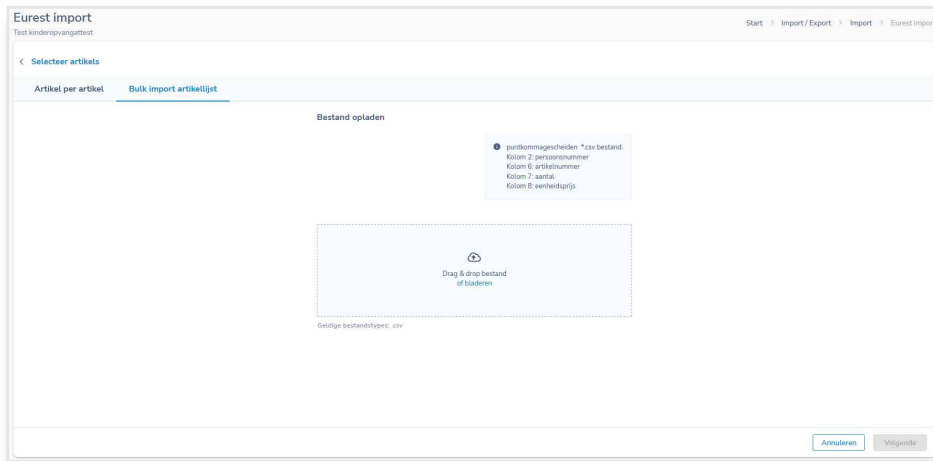 Eurest import
Test kinderopvangattest
Start > Import / Export > Import > Eurest impor
< Selecteer artikels
Artikel per artikel Bulk import artikellijst
Bestand opladen
puntkommagescheiden *.csv bestand.
Kolom 2: persoonsnummer
Kolom 6: artikelnummer
Kolom 7: aantal
Kolom 8: eenheidsprijs
Drag & drop bestand
of bladeren
Geldige bestandstypes: .csv
Annuleren Volgende